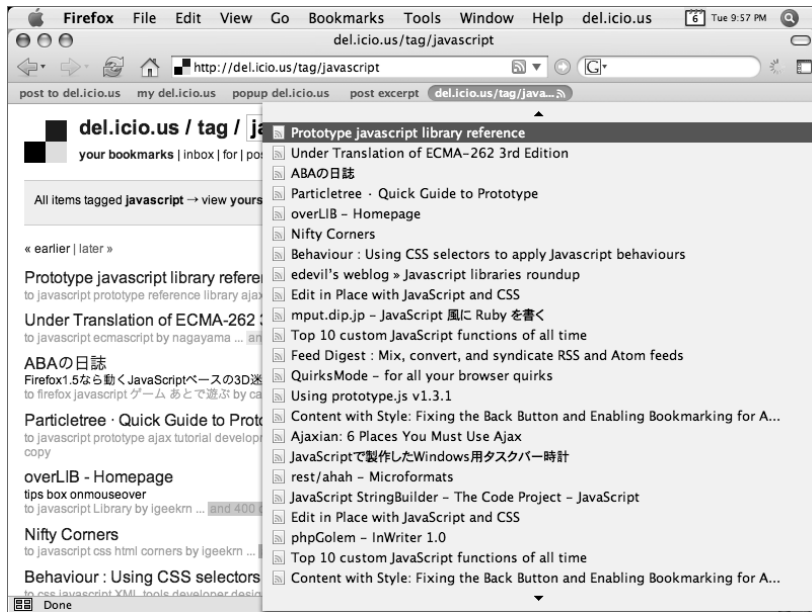 Firefox File Edit View Go Bookmarks Tools Window Help del.icio.us 6 Tue 9:57 PM
del.icio.us/tag/javascript
http://del.icio.us/tag/javascript G
post to del.icio.us my del.icio.us popup del.icio.us post excerpt del.icio.us/tag/java...
del.icio.us / tag / ja
your bookmarks | inbox | for | pos
All items tagged javascript → view yours
« earlier | later »
Prototype javascript library refere
to javascript prototype reference library ajax
Under Translation of ECMA-262 3
to javascript ecmascript by nagayama ... an
ABAの日誌
Firefox1.5なら動くJavaScriptベースの3D迷
to firefox javascript ゲーム あとで遊ぶ by ca
Particletree · Quick Guide to Proto
to javascript prototype ajax tutorial developm
copy
overLIB - Homepage
tips box onmouseover
to javascript Library by igeekrn ... and 400 o
Nifty Corners
to javascript css html corners by igeekrn ...
Behaviour : Using CSS selectors
to css javascript XML tools developer design
Done
Prototype javascript library reference
Under Translation of ECMA-262 3rd Edition
ABAの日誌
Particletree · Quick Guide to Prototype
overLIB - Homepage
Nifty Corners
Behaviour : Using CSS selectors to apply Javascript behaviours
edevil's weblog » Javascript libraries roundup
Edit in Place with JavaScript and CSS
mput.dip.jp - JavaScript 風に Ruby を書く
Top 10 custom JavaScript functions of all time
Feed Digest : Mix, convert, and syndicate RSS and Atom feeds
QuirksMode - for all your browser quirks
Using prototype.js v1.3.1
Content with Style: Fixing the Back Button and Enabling Bookmarking for A...
Ajaxian: 6 Places You Must Use Ajax
JavaScriptで製作したWindows用タスクバー時計
rest/ahah - Microformats
JavaScript StringBuilder - The Code Project - JavaScript
Edit in Place with JavaScript and CSS
phpGolem - InWriter 1.0
Top 10 custom JavaScript functions of all time
Content with Style: Fixing the Back Button and Enabling Bookmarking for A...